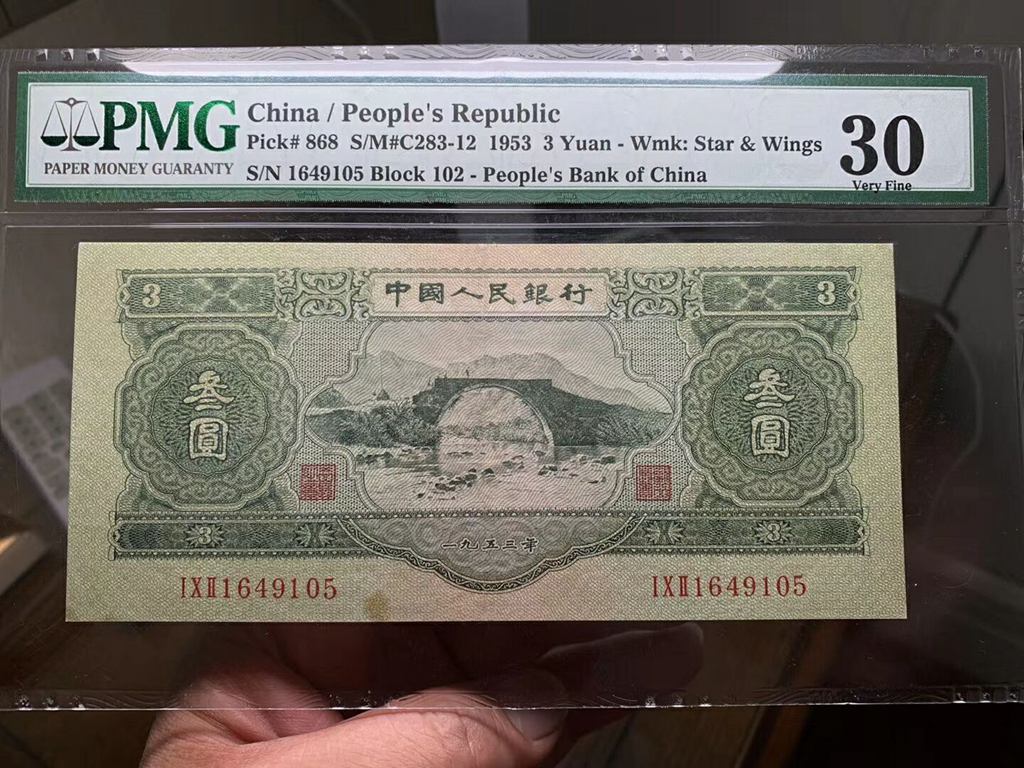 PMG
PAPER MONEY GUARANTY
China / People's Republic
Pick# 868 S/M#C283-12 1953 3 Yuan - Wmk: Star & Wings
S/N 1649105 Block 102 - People's Bank of China
30
Very Fine
3
中國人民銀行
3
叁圓
叁圓
3
一九五三年
3
IXII1649105
IXII1649105